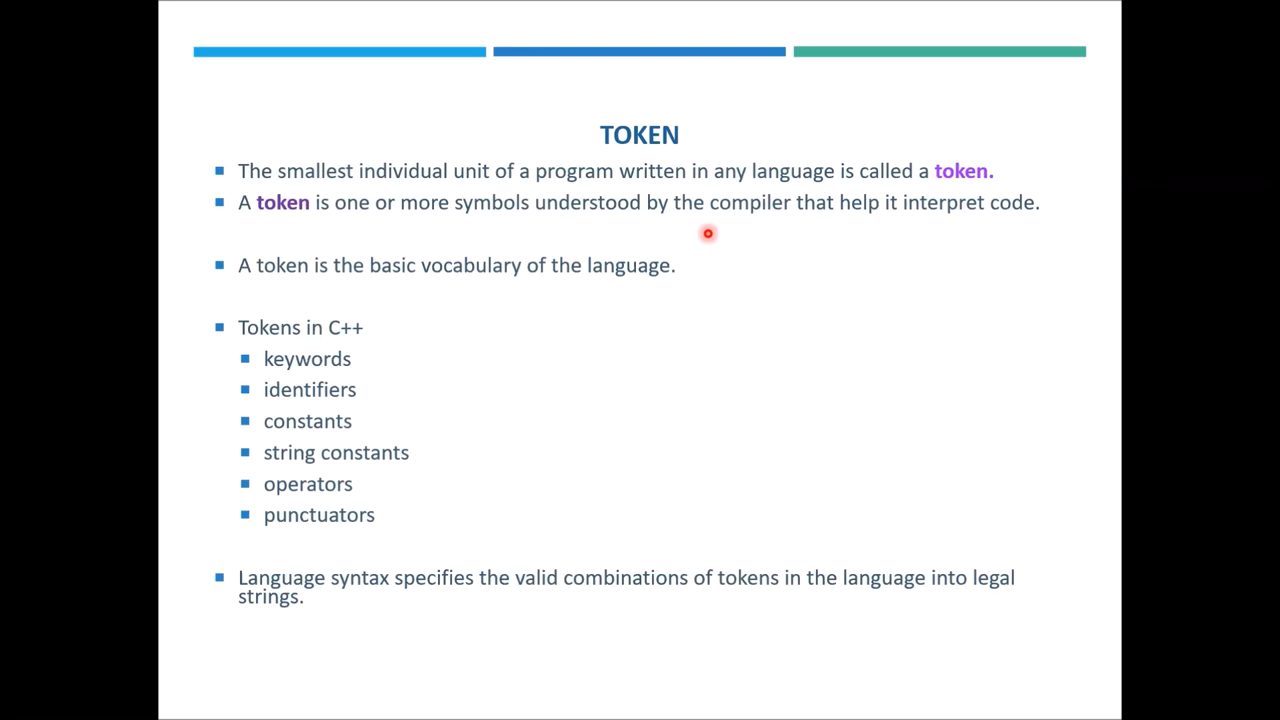 TOKEN
The smallest individual unit of a program written in any language is called a token.
A token is one or more symbols understood by the compiler that help it interpret code.
A token is the basic vocabulary of the language.
Tokens in C++
keywords
identifiers
constants
string constants
operators
punctuators
Language syntax specifies the valid combinations of tokens in the language into legal
strings.